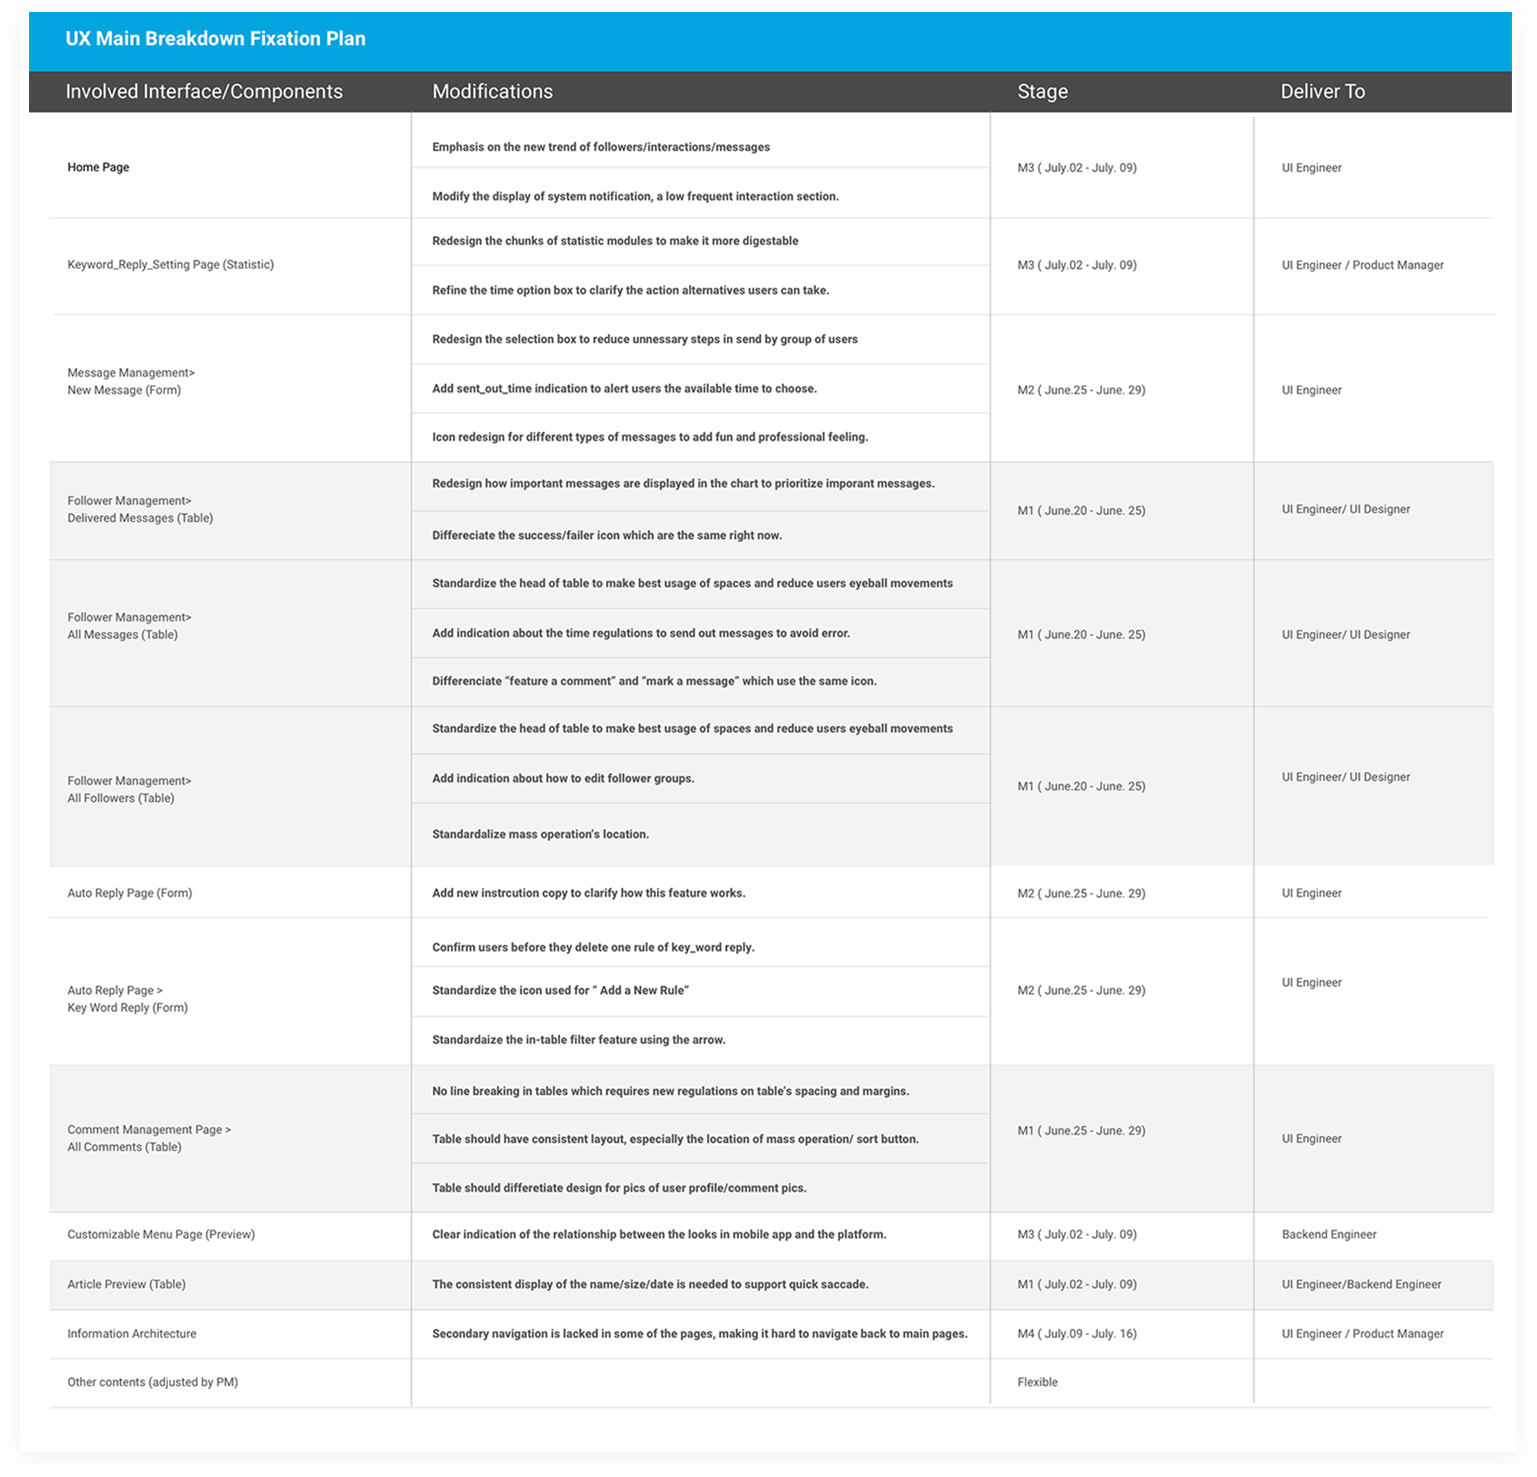 UX Main Breakdown Fixation Plan
Involved Interface/Components Modifications Stage Deliver To
Home Page
Emphasis on the new trend of followers/interactions/messages
Modify the display of system notification, a low frequent interaction section.
M3 ( July.02 - July. 09)
UI Engineer
Keyword_Reply_Setting Page (Statistic)
Redesign the chunks of statistic modules to make it more digestable
Refine the time option box to clarify the action alternatives users can take.
M3 ( July.02 - July. 09)
UI Engineer / Product Manager
Message Management>
New Message (Form)
Redesign the selection box to reduce unnessary steps in send by group of users
Add sent_out_time indication to alert users the available time to choose.
Icon redesign for different types of messages to add fun and professional feeling.
M2 ( June.25 - June. 29)
UI Engineer
Follower Management>
Delivered Messages (Table)
Redesign how important messages are displayed in the chart to prioritize imporant messages.
Differeciate the success/failer icon which are the same right now.
M1 ( June.20 - June. 25)
UI Engineer/ UI Designer
Follower Management>
All Messages (Table)
Standardize the head of table to make best usage of spaces and reduce users eyeball movements
Add indication about the time regulations to send out messages to avoid error.
Differenciate “feature a comment” and “mark a message” which use the same icon.
M1 ( June.20 - June. 25)
UI Engineer/ UI Designer
Follower Management>
All Followers (Table)
Standardize the head of table to make best usage of spaces and reduce users eyeball movements
Add indication about how to edit follower groups.
Standardalize mass operation’s location.
M1 ( June.20 - June. 25)
UI Engineer/ UI Designer
Auto Reply Page (Form)
Add new instrcution copy to clarify how this feature works.
M2 ( June.25 - June. 29)
UI Engineer
Auto Reply Page >
Key Word Reply (Form)
Confirm users before they delete one rule of key_word reply.
Standardize the icon used for “ Add a New Rule”
Standardaize the in-table filter feature using the arrow.
M2 ( June.25 - June. 29)
UI Engineer
Comment Management Page >
All Comments (Table)
No line breaking in tables which requires new regulations on table’s spacing and margins.
Table should have consistent layout, especially the location of mass operation/ sort button.
Table should differetiate design for pics of user profile/comment pics.
M1 ( June.25 - June. 29)
UI Engineer
Customizable Menu Page (Preview)
Clear indication of the relationship between the looks in mobile app and the platform.
M3 ( July.02 - July. 09)
Backend Engineer
Article Preview (Table)
The consistent display of the name/size/date is needed to support quick saccade.
M1 ( July.02 - July. 09)
UI Engineer/Backend Engineer
Information Architecture
Secondary navigation is lacked in some of the pages, making it hard to navigate back to main pages.
M4 ( July.09 - July. 16)
UI Engineer / Product Manager
Other contents (adjusted by PM)
Flexible